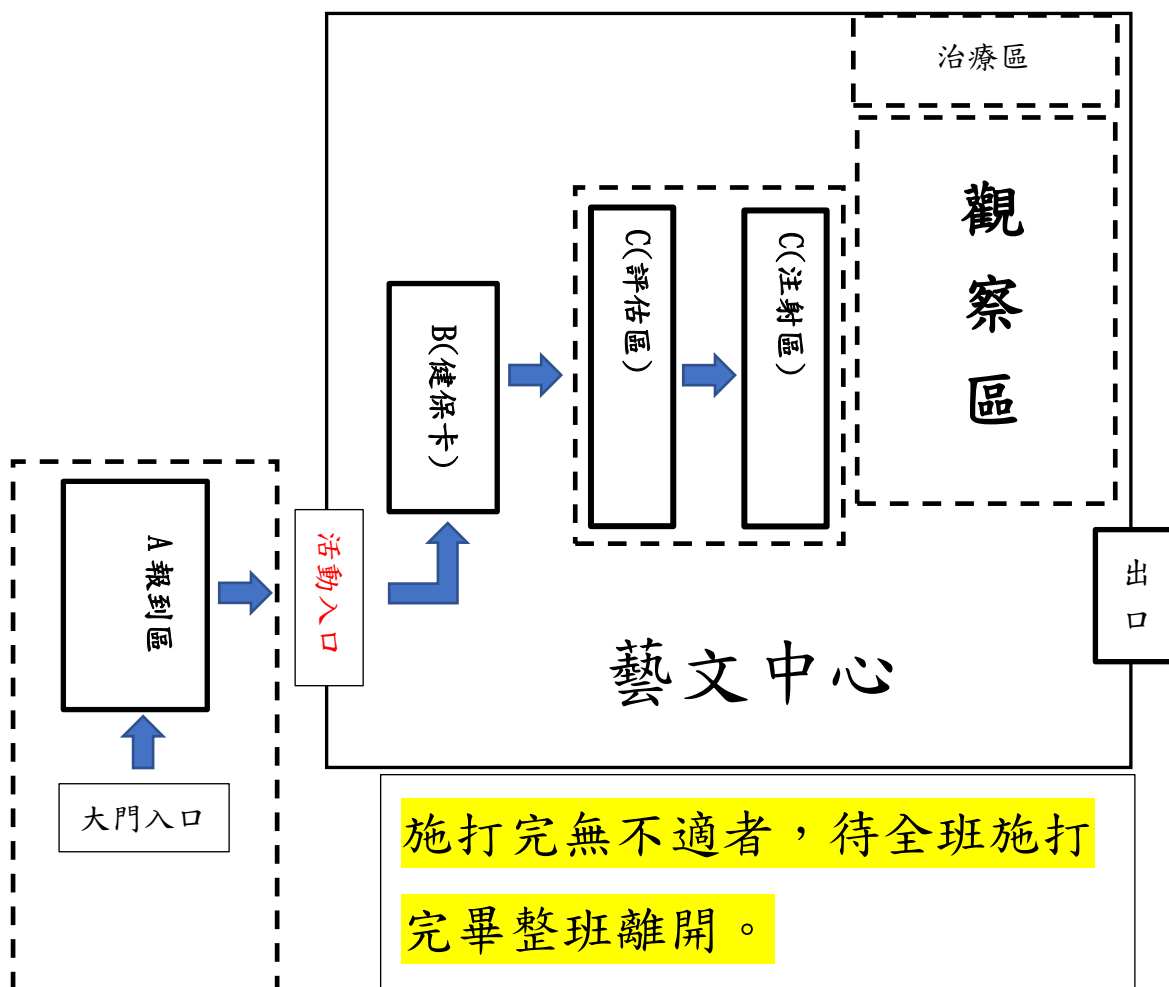 治療區
觀察區
C(評估區)
C(注射區)
B(健保卡)
A 報到區
活動入口
出口
藝文中心
大門入口
施打完無不適者，待全班施打
完畢整班離開。